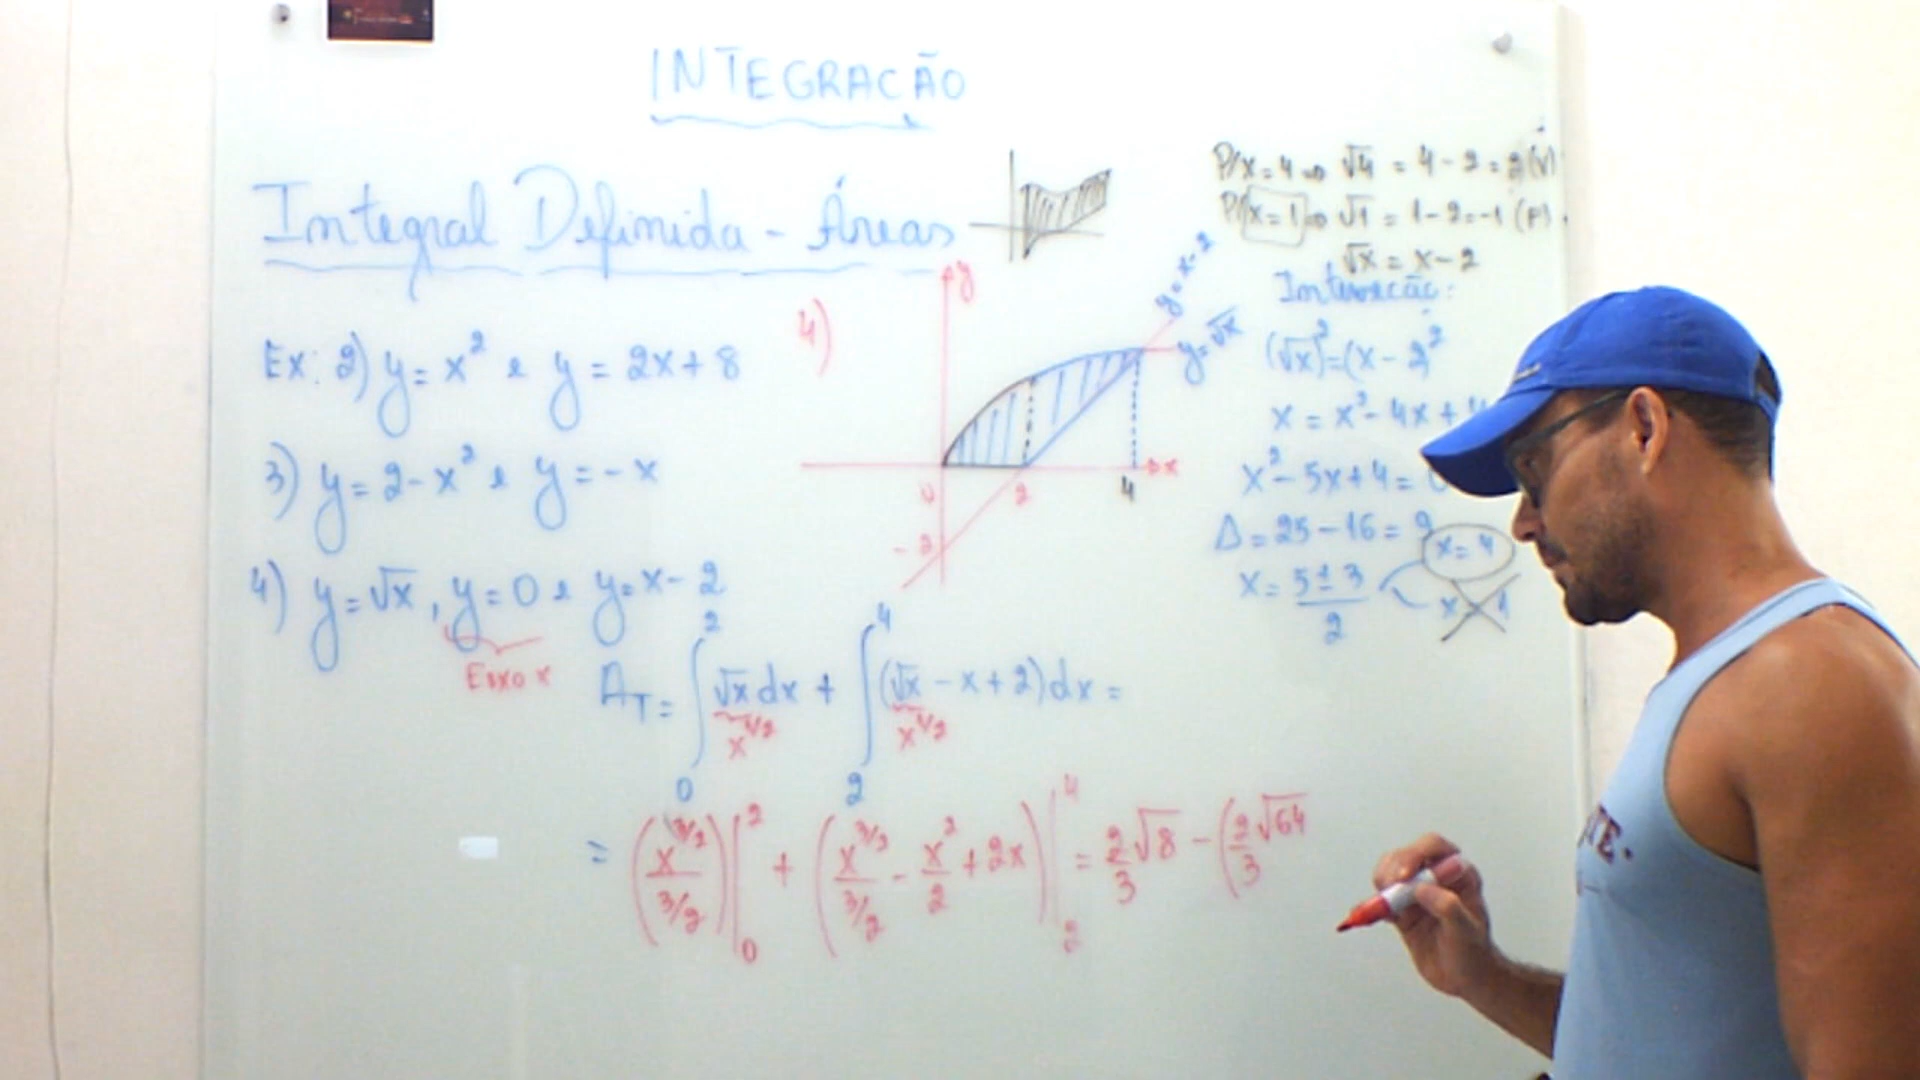 INTEGRAÇÃO
Integral Definida - Áreas
Ex: 2) y = x² e y = 2x + 8
3) y = 2 - x² e y = - x
4) y = √x , y = 0 e y = x - 2
Eixo x
4)
y
y = x - 2
y = √x
0 2 4 x
- 2
P/ x = 4 ⇒ √4 = 4 - 2 = 2 (V)
P/ x = 1 ⇒ √1 = 1 - 2 = -1 (F)
√x = x - 2
(√x)² = (x - 2)²
x = x² - 4x + 4
x² - 5x + 4 = 0
Δ = 25 - 16 = 9
x = (5 ± 3)/2
x = 4
x = 1
A_T = ∫₀² √x dx + ∫₂⁴ (√x - x + 2) dx =
x^1/2 x^1/2
= (x^3/2 / 3/2)|₀² + (x^3/2 / 3/2 - x²/2 + 2x)|₂⁴ = 2/3 √8 - (2/3 √64
TE.